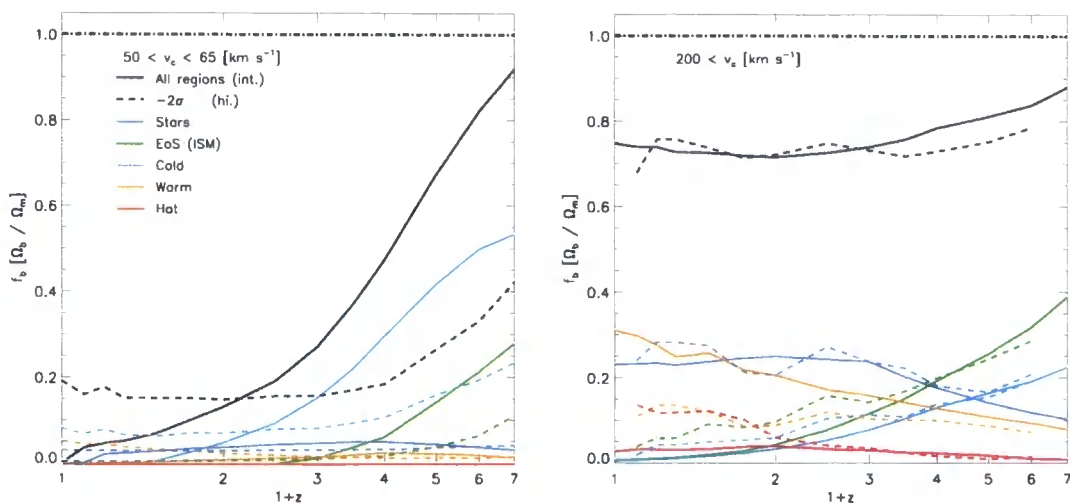 50 < v_c < 65 [km s⁻¹]
All regions (int.)
-2σ (hi.)
Stars
EoS (ISM)
Cold
Warm
Hot
1.0
0.8
0.6
0.4
0.2
0.0
f_b [Ω_b / Ω_m]
1 2 3 4 5 6 7
1+z
200 < v_c [km s⁻¹]
1.0
0.8
0.6
0.4
0.2
0.0
f_b [Ω_b / Ω_m]
1 2 3 4 5 6 7
1+z